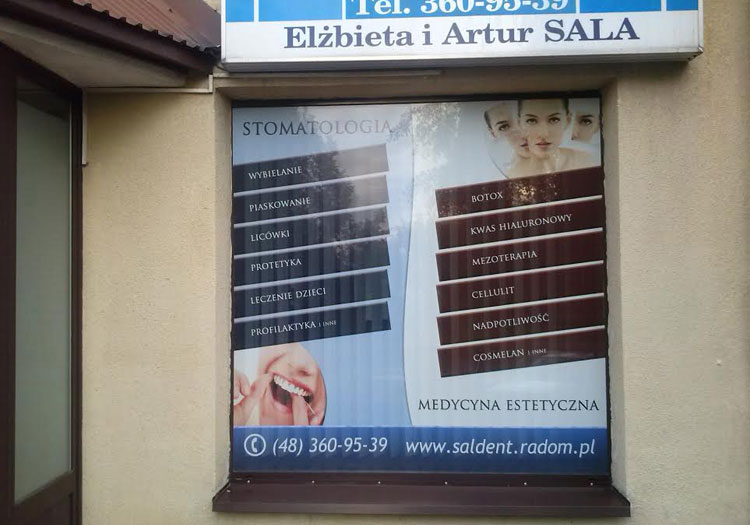 Tel. 360-95-39
Elżbieta i Artur SALA
STOMATOLOGIA
WYBIELANIE
PIASKOWANIE
LICÓWKI
PROTETYKA
LECZENIE DZIECI
PROFILAKTYKA I INNE
BOTOX
KWAS HIALURONOWY
MEZOTERAPIA
CELLULIT
NADPOTLIWOŚĆ
COSMELAN I INNE
MEDYCYNA ESTETYCZNA
(48) 360-95-39 www.saldent.radom.pl